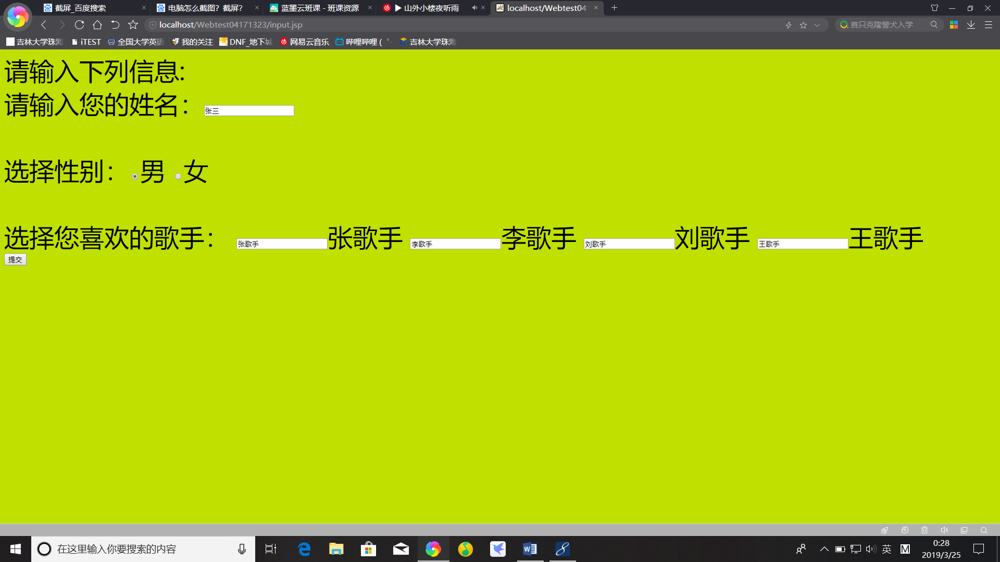 截屏_百度搜索
电脑怎么截图？截屏？
蓝墨云班课 - 班课资源
▶ 山外小楼夜听雨
localhost/Webtest041
localhost/Webtest04171323/input.jsp
首只克隆警犬入学
吉林大学珠海
iTEST
全国大学英语
我的关注
DNF_地下城
网易云音乐
哔哩哔哩 (
吉林大学珠海
请输入下列信息:
请输入您的姓名： 张三
选择性别： 男 女
选择您喜欢的歌手： 张歌手 张歌手 李歌手 李歌手 刘歌手 刘歌手 王歌手 王歌手
提交
在这里输入你要搜索的内容
英
M
0:28
2019/3/25